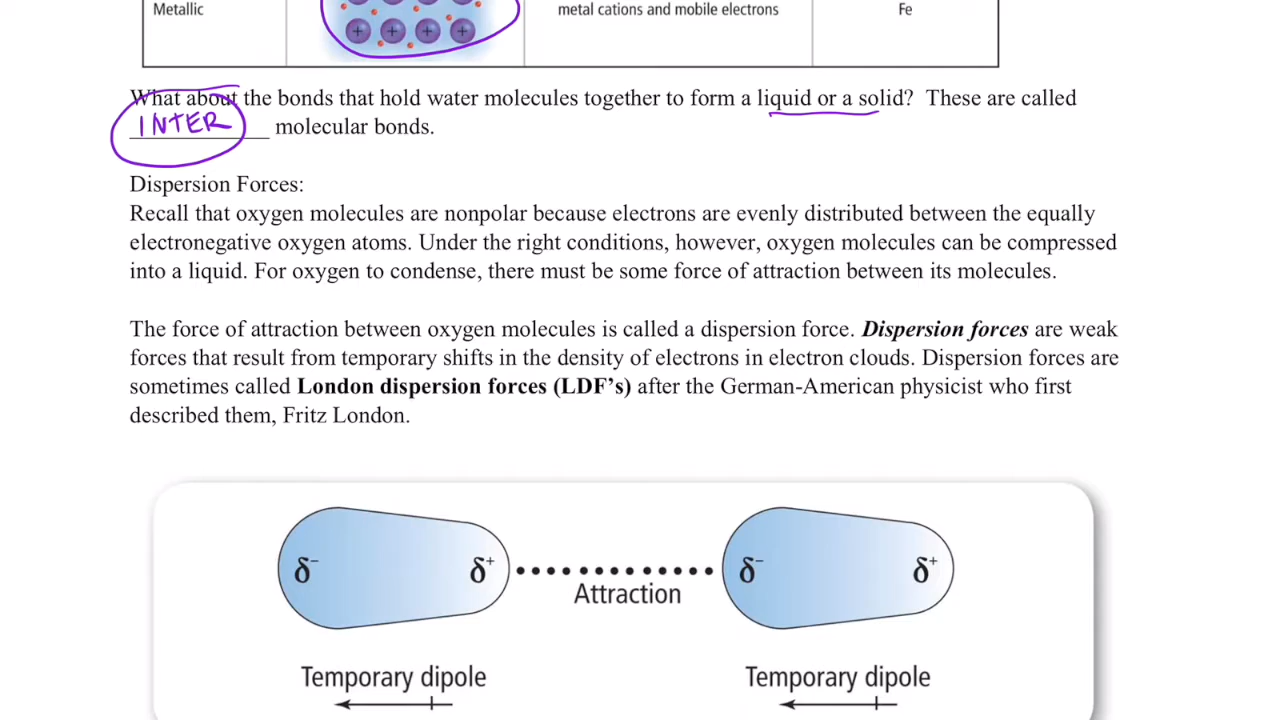 Metallic metal cations and mobile electrons Fe
+ + + +
What about the bonds that hold water molecules together to form a liquid or a solid? These are called
INTER molecular bonds.
Dispersion Forces:
Recall that oxygen molecules are nonpolar because electrons are evenly distributed between the equally
electronegative oxygen atoms. Under the right conditions, however, oxygen molecules can be compressed
into a liquid. For oxygen to condense, there must be some force of attraction between its molecules.
The force of attraction between oxygen molecules is called a dispersion force. Dispersion forces are weak
forces that result from temporary shifts in the density of electrons in electron clouds. Dispersion forces are
sometimes called London dispersion forces (LDF’s) after the German-American physicist who first
described them, Fritz London.
δ⁻ δ⁺ δ⁻ δ⁺
Attraction
Temporary dipole Temporary dipole